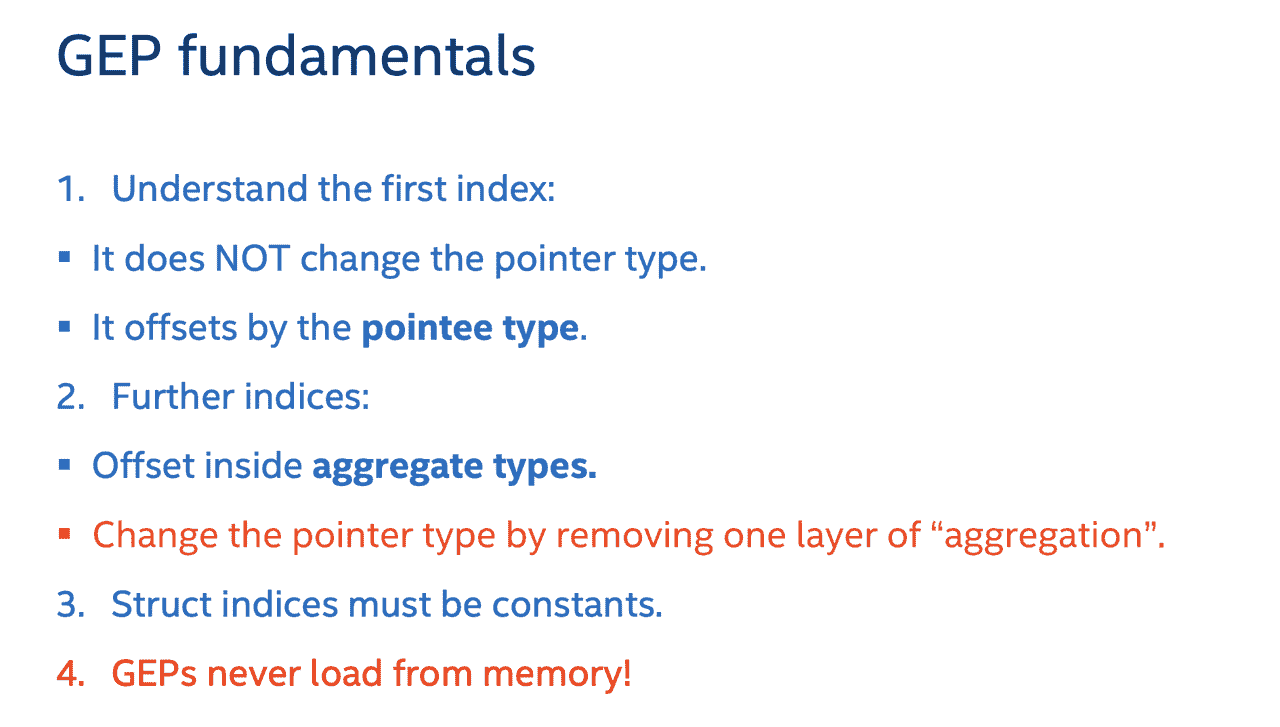 GEP fundamentals
1. Understand the first index:
▪ It does NOT change the pointer type.
▪ It offsets by the pointee type.
2. Further indices:
▪ Offset inside aggregate types.
▪ Change the pointer type by removing one layer of “aggregation”.
3. Struct indices must be constants.
4. GEPs never load from memory!